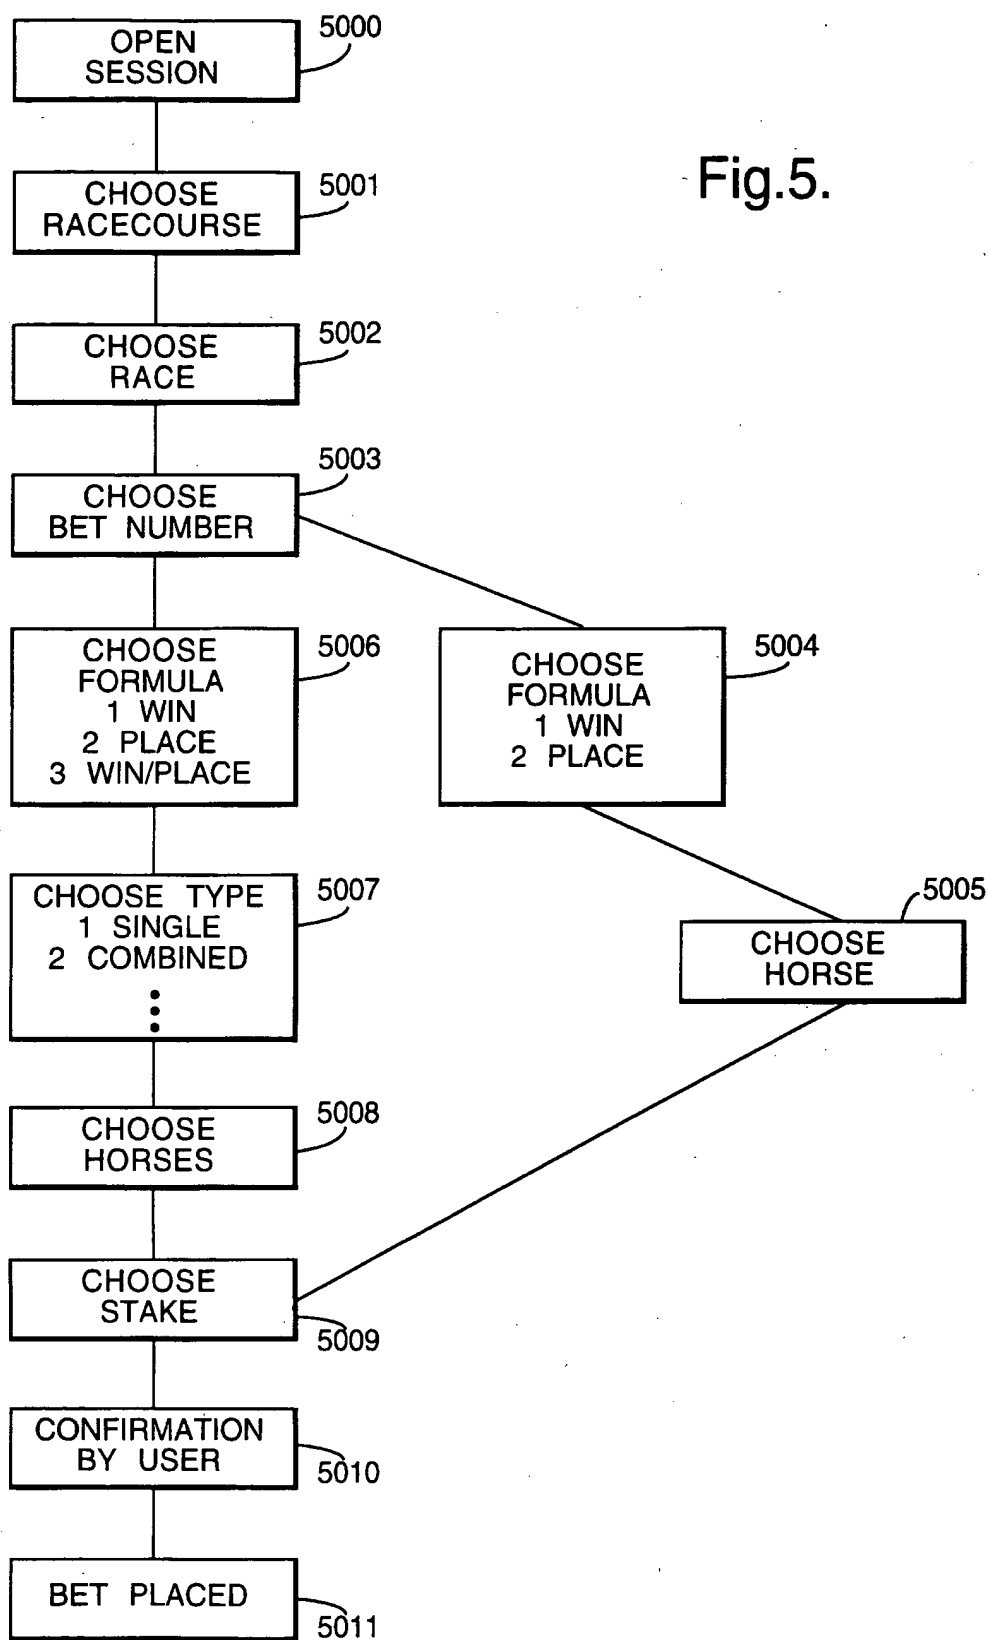 5000
OPEN
SESSION
Fig.5.
5001
CHOOSE
RACECOURSE
5002
CHOOSE
RACE
5003
CHOOSE
BET NUMBER
5006
CHOOSE
FORMULA
1 WIN
2 PLACE
3 WIN/PLACE
5004
CHOOSE
FORMULA
1 WIN
2 PLACE
5007
CHOOSE TYPE
1 SINGLE
2 COMBINED
5005
CHOOSE
HORSE
5008
CHOOSE
HORSES
CHOOSE
STAKE
5009
CONFIRMATION
BY USER
5010
BET PLACED
5011